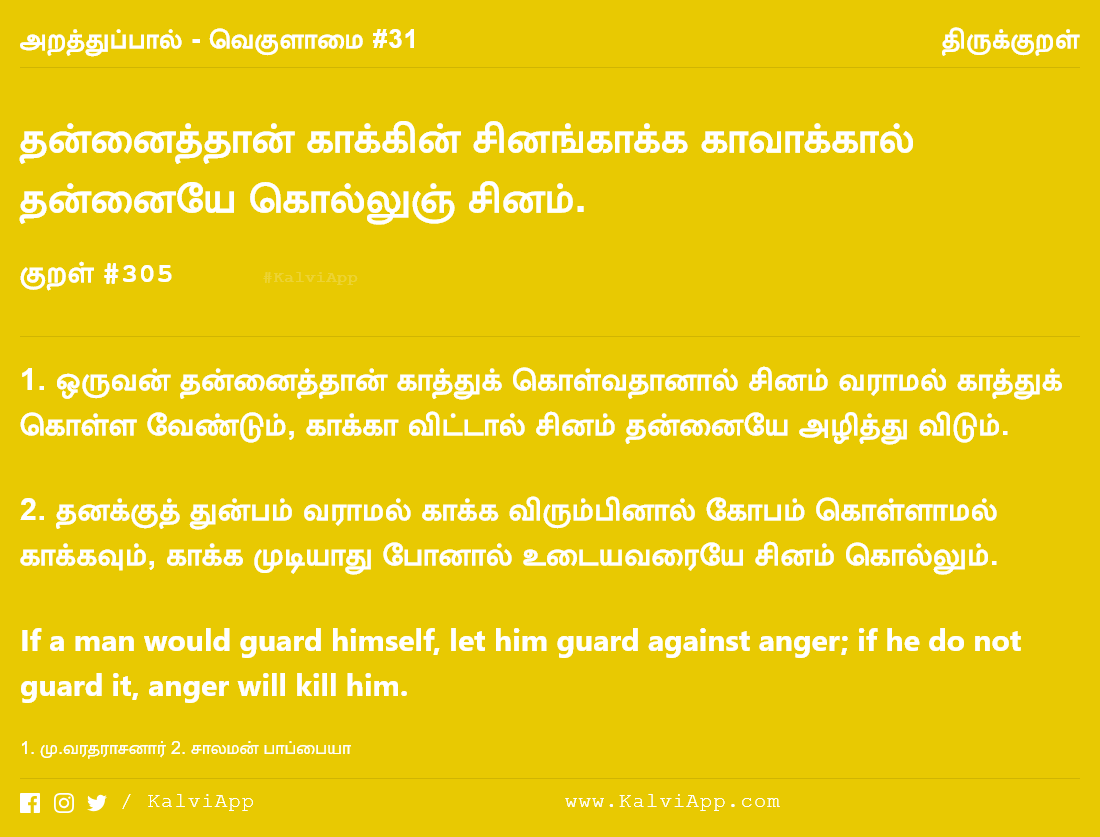 அறத்துப்பால் - வெகுளாமை #31
திருக்குறள்
தன்னைத்தான் காக்கின் சினங்காக்க காவாக்கால்
தன்னையே கொல்லுஞ் சினம்.
குறள் #305
#KalviApp
1. ஒருவன் தன்னைத்தான் காத்துக் கொள்வதானால் சினம் வராமல் காத்துக்
கொள்ள வேண்டும், காக்கா விட்டால் சினம் தன்னையே அழித்து விடும்.
2. தனக்குத் துன்பம் வராமல் காக்க விரும்பினால் கோபம் கொள்ளாமல்
காக்கவும், காக்க முடியாது போனால் உடையவரையே சினம் கொல்லும்.
If a man would guard himself, let him guard against anger; if he do not
guard it, anger will kill him.
1. மு.வரதராசனார் 2. சாலமன் பாப்பையா
/ KalviApp
www.KalviApp.com